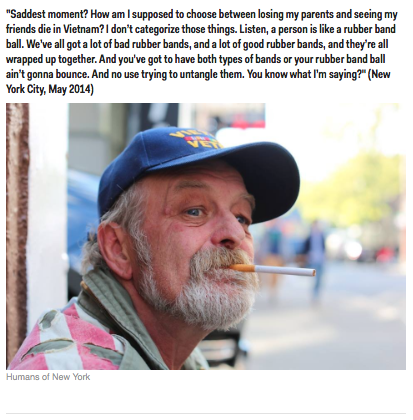 "Saddest moment? How am I supposed to choose between losing my parents and seeing my
friends die in Vietnam? I don't categorize those things. Listen, a person is like a rubber band
ball. We've all got a lot of bad rubber bands, and a lot of good rubber bands, and they're all
wrapped up together. And you've got to have both types of bands or your rubber band ball
ain't gonna bounce. And no use trying to untangle them. You know what I'm saying?" (New
York City, May 2014)
VET
Humans of New York